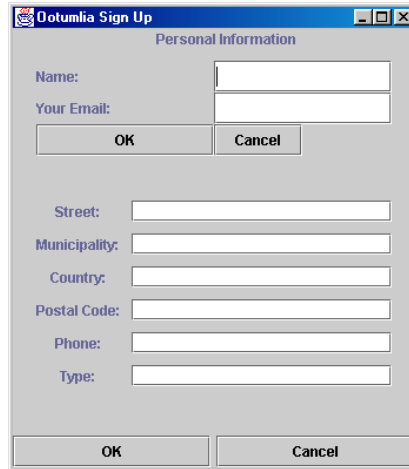 Ootumlia Sign Up
Personal Information
Name:
Your Email:
OK Cancel
Street:
Municipality:
Country:
Postal Code:
Phone:
Type:
OK Cancel